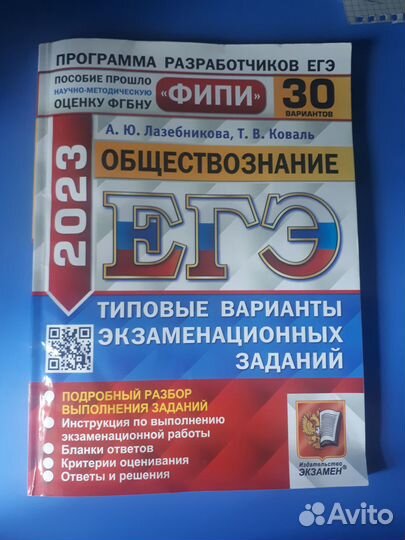 ПРОГРАММА РАЗРАБОТЧИКОВ ЕГЭ
ПОСОБИЕ ПРОШЛО
НАУЧНО-МЕТОДИЧЕСКУЮ
ОЦЕНКУ ФГБНУ
«ФИПИ»
30
ВАРИАНТОВ
А. Ю. Лазебникова, Т. В. Коваль
2023
ОБЩЕСТВОЗНАНИЕ
ЕГЭ
ТИПОВЫЕ ВАРИАНТЫ
ЭКЗАМЕНАЦИОННЫХ
ЗАДАНИЙ
ПОДРОБНЫЙ РАЗБОР
ВЫПОЛНЕНИЯ ЗАДАНИЙ
Инструкция по выполнению
экзаменационной работы
Бланки ответов
Критерии оценивания
Ответы и решения
Издательство
ЭКЗАМЕН®
Avito